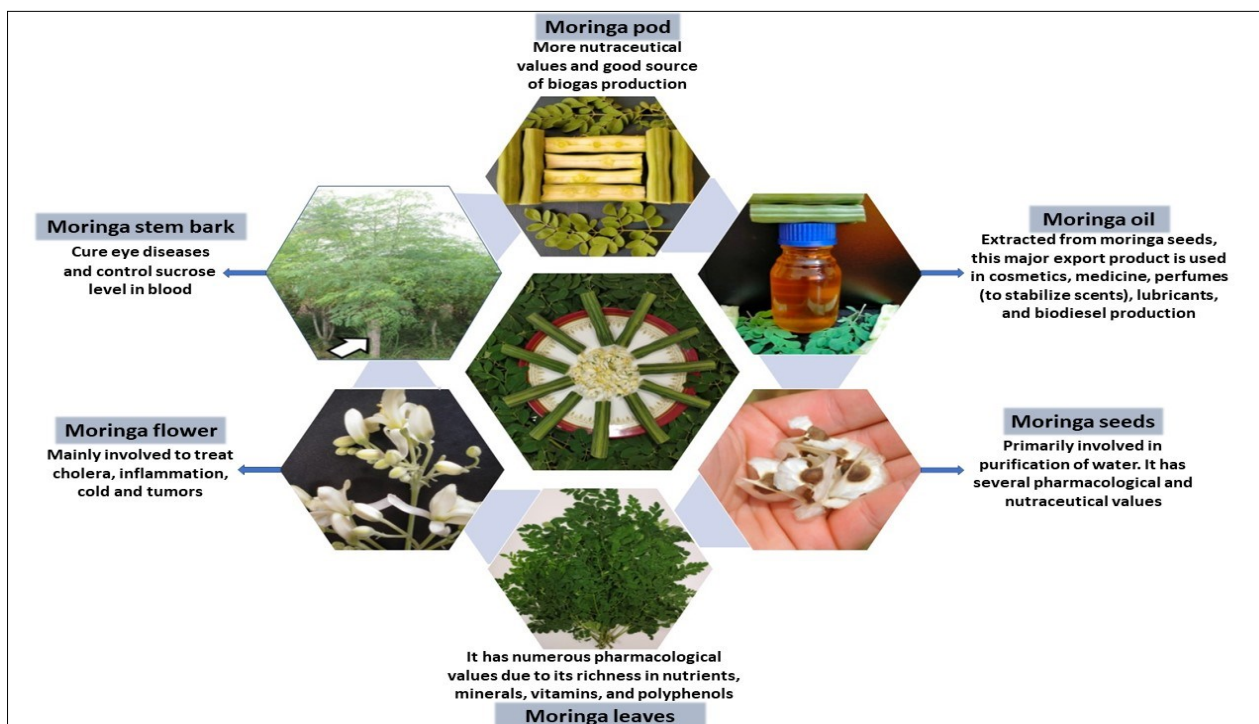 Moringa pod
More nutraceutical
values and good source
of biogas production
Moringa stem bark
Cure eye diseases
and control sucrose
level in blood
Moringa oil
Extracted from moringa seeds,
this major export product is used
in cosmetics, medicine, perfumes
(to stabilize scents), lubricants,
and biodiesel production
Moringa flower
Mainly involved to treat
cholera, inflammation,
cold and tumors
Moringa seeds
Primarily involved in
purification of water. It has
several pharmacological and
nutraceutical values
It has numerous pharmacological
values due to its richness in nutrients,
minerals, vitamins, and polyphenols
Moringa leaves